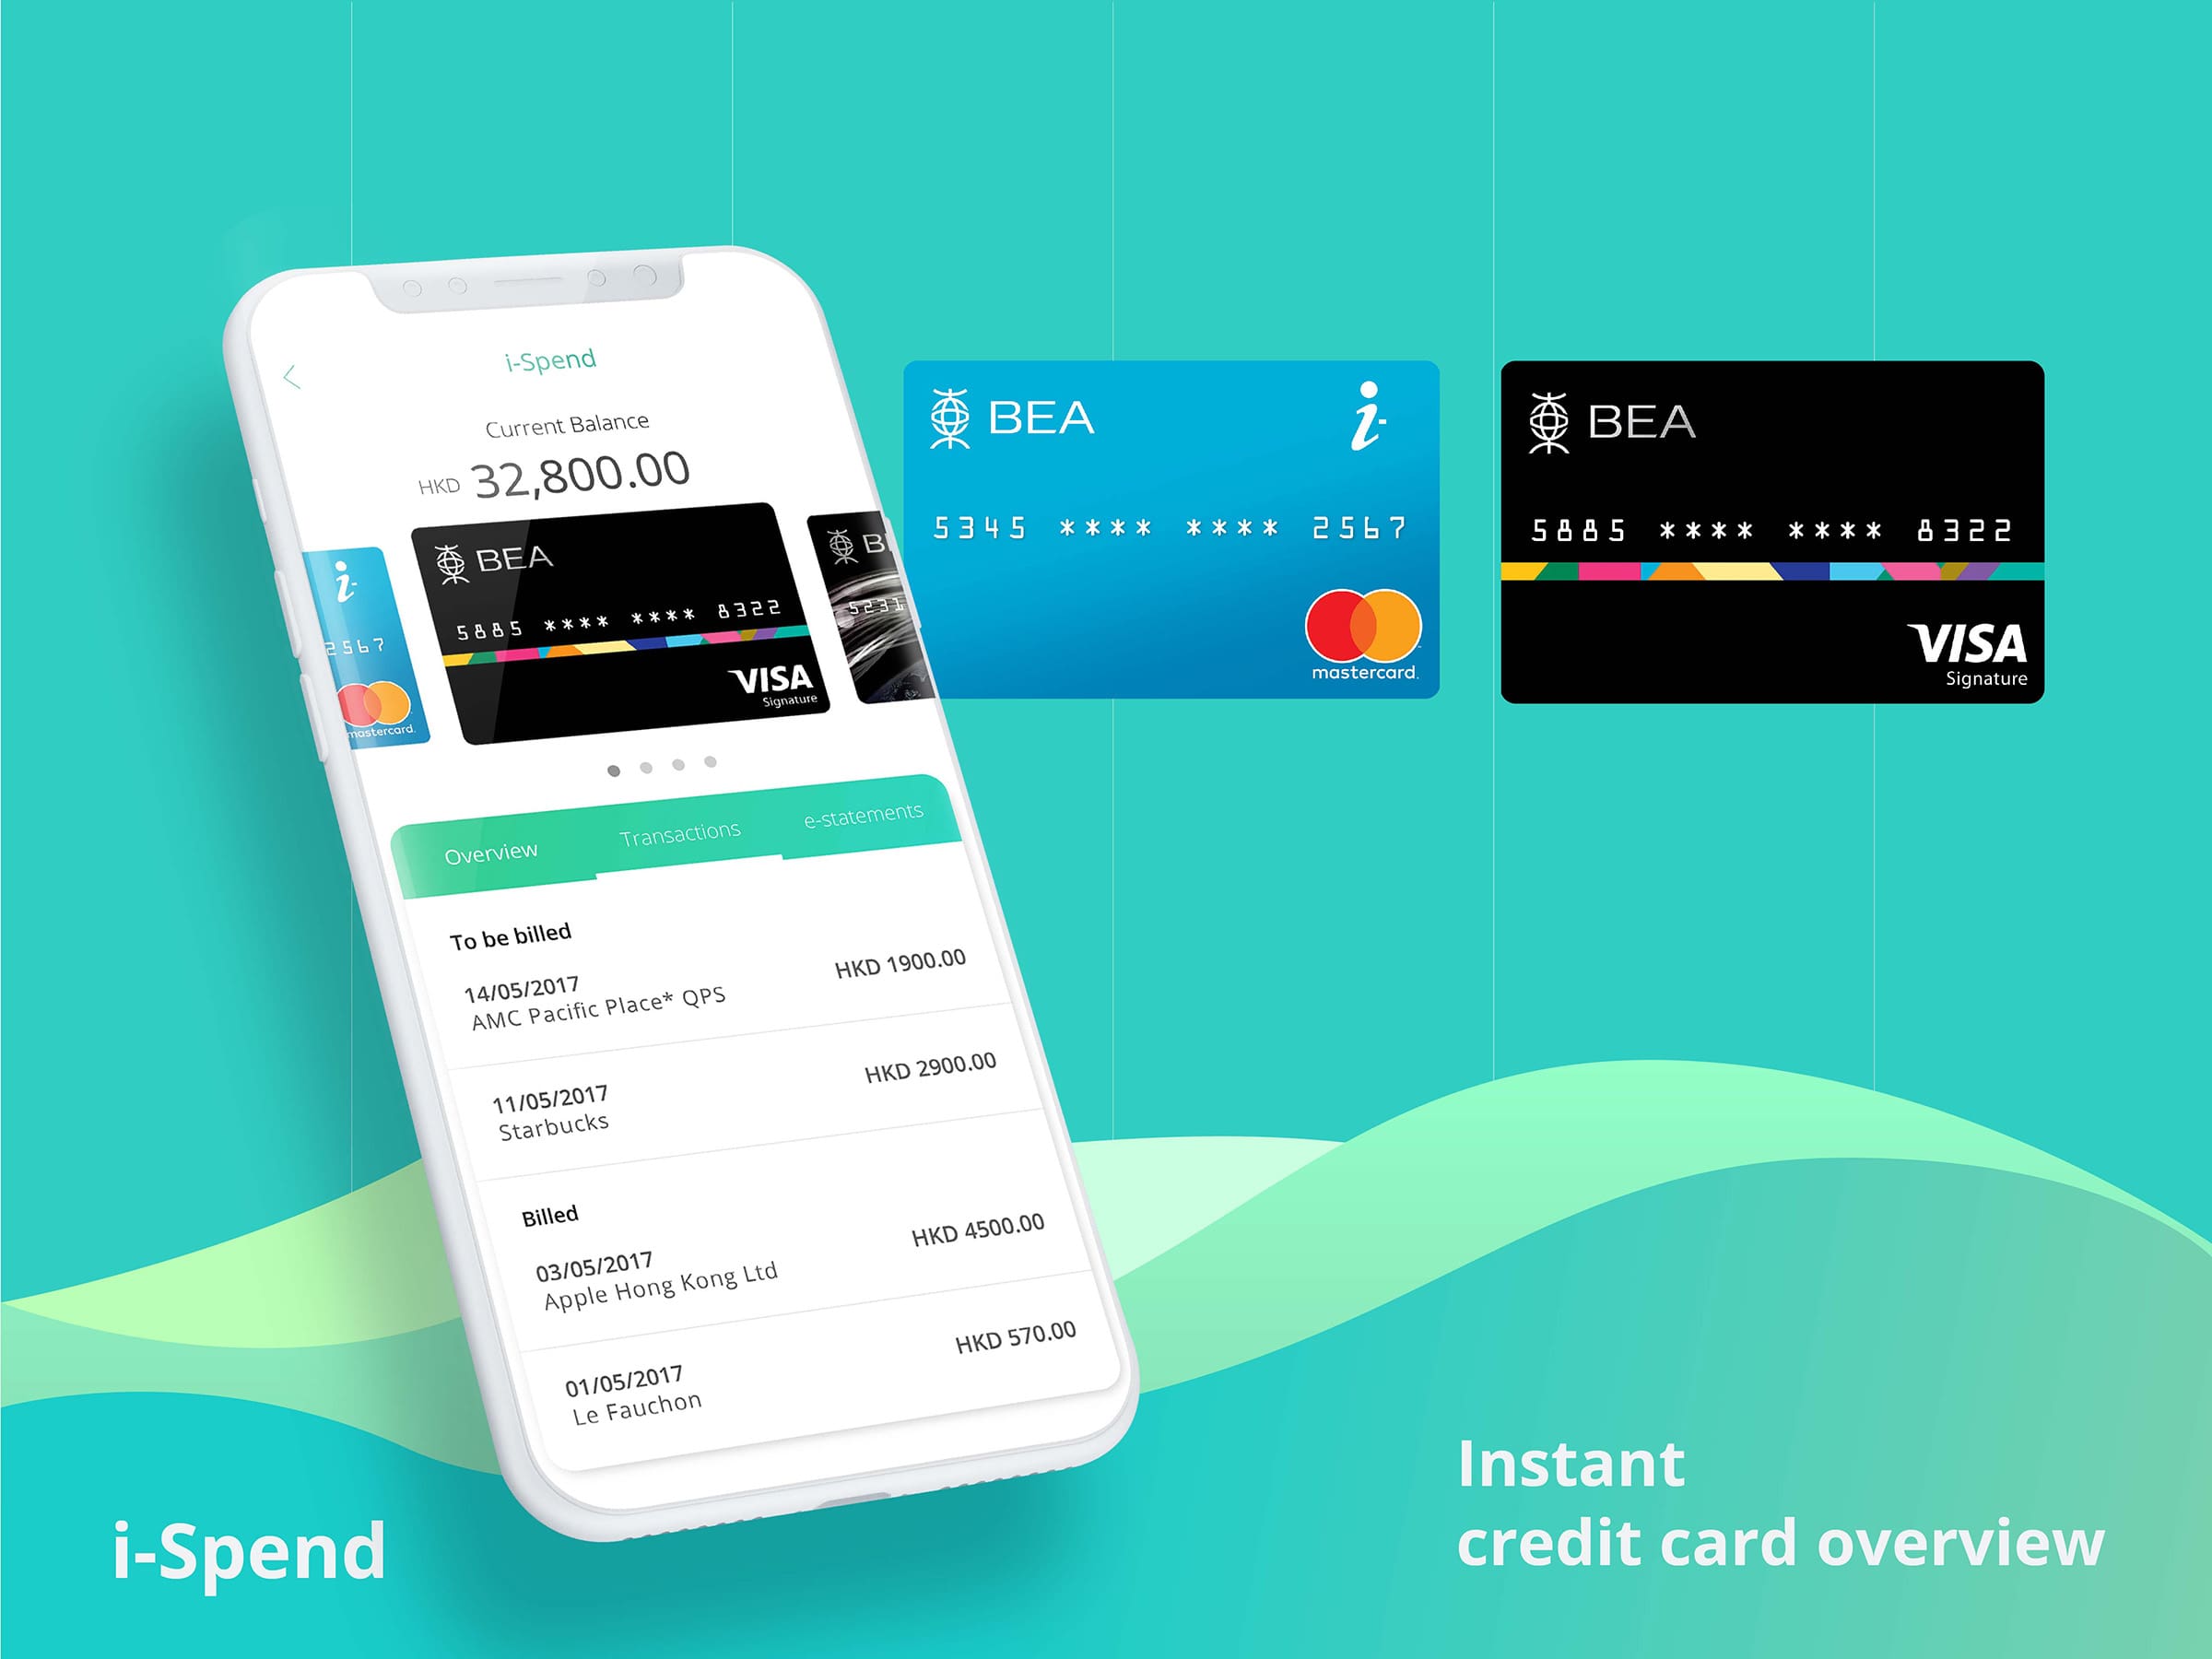 i-Spend
Current Balance
HKD 32,800.00
i-
2567
mastercard.
BEA
5885 **** **** 8322
VISA
Signature
5231
Overview
Transactions
e-statements
To be billed
14/05/2017
AMC Pacific Place* QPS
HKD 1900.00
11/05/2017
Starbucks
HKD 2900.00
Billed
03/05/2017
Apple Hong Kong Ltd
HKD 4500.00
01/05/2017
Le Fauchon
HKD 570.00
BEA
i-
5345 **** **** 2567
mastercard.
BEA
5885 **** **** 8322
VISA
Signature
i-Spend
Instant
credit card overview